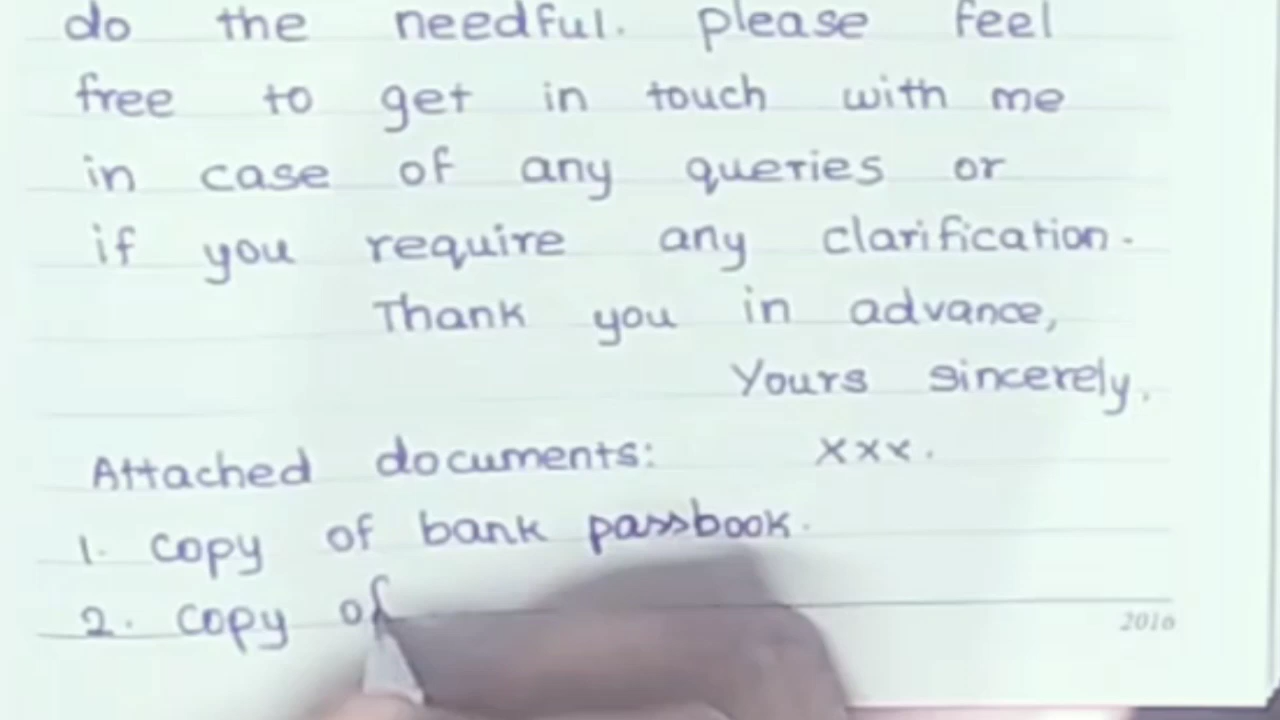 do the needful. please feel
free to get in touch with me
in case of any queries or
if you require any clarification.
Thank you in advance,
Yours sincerely.
Attached documents: xxx.
1. copy of bank passbook.
2. copy of
2016